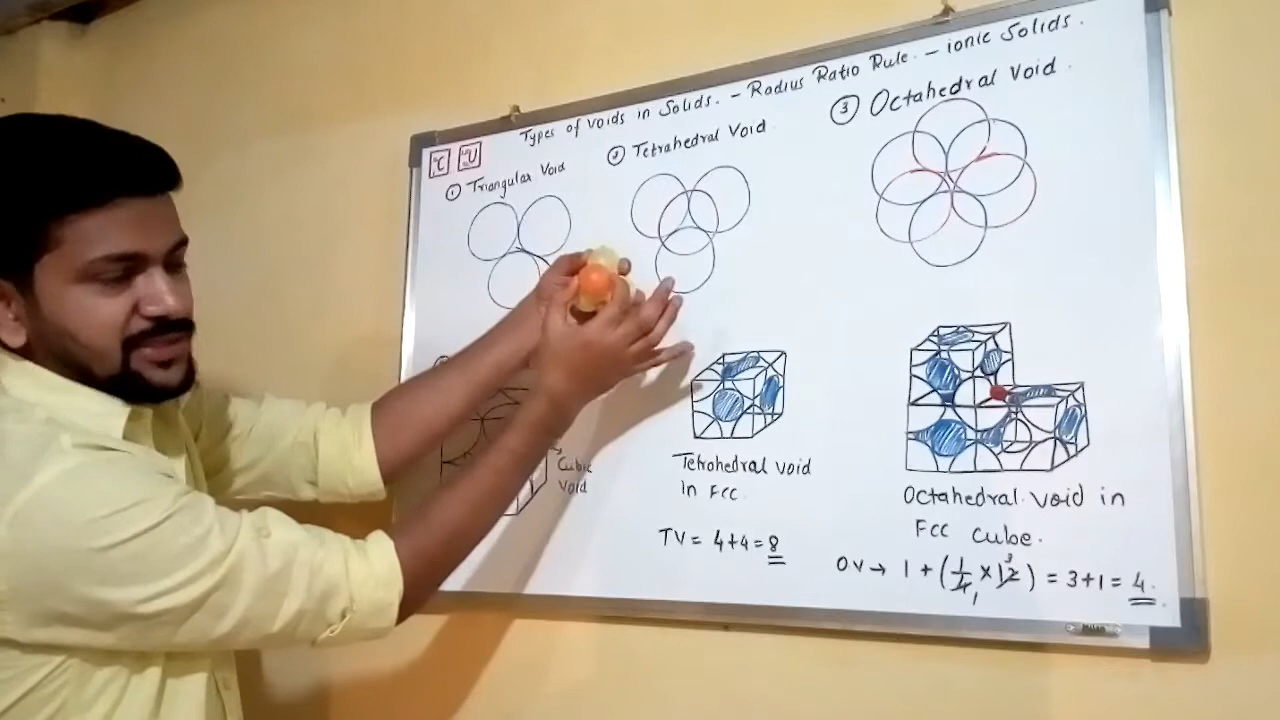 Types of Voids in Solids. - Radius Ratio Rule. - ionic Solids.
C U
① Triangular Void
② Tetrahedral Void
③ Octahedral Void
Cubic
Void
Tetrohedral void
in FCC
TV = 4+4=8
Octahedral void in
FCC Cube.
OV → 1 + (1/4 × 12) = 3+1 = 4.